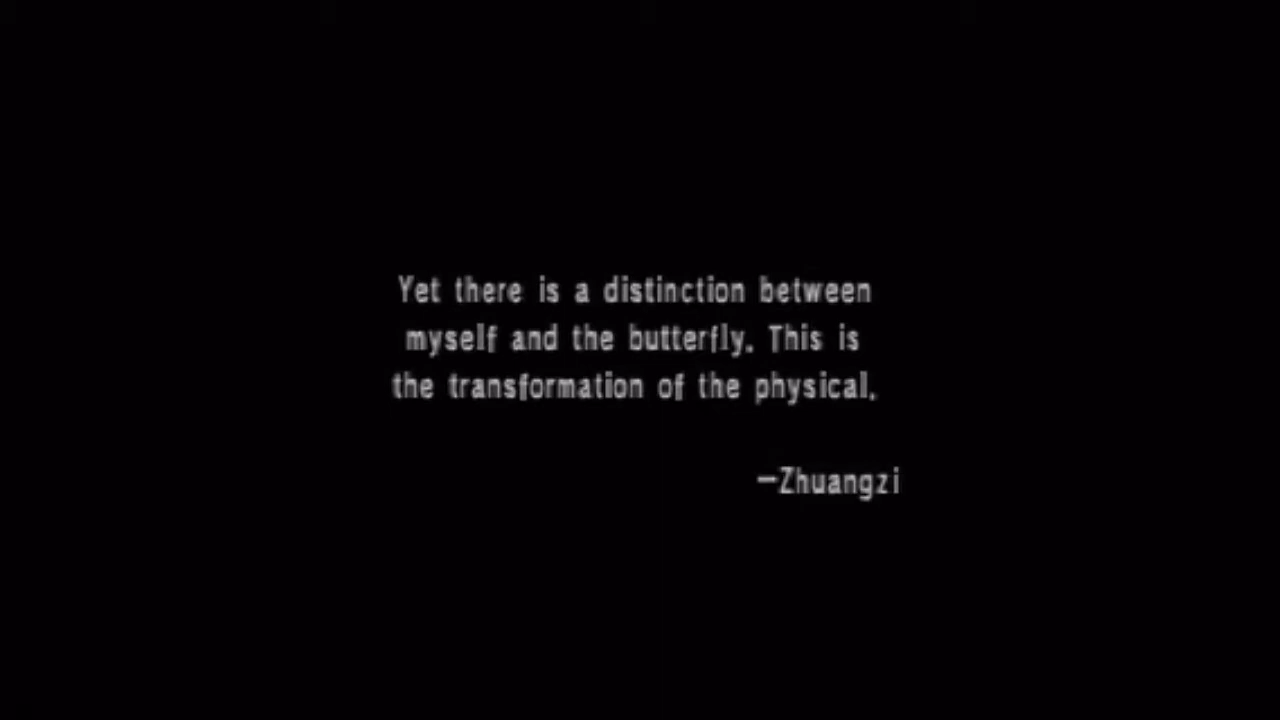 Yet there is a distinction between
myself and the butterfly. This is
the transformation of the physical.
—Zhuangzi